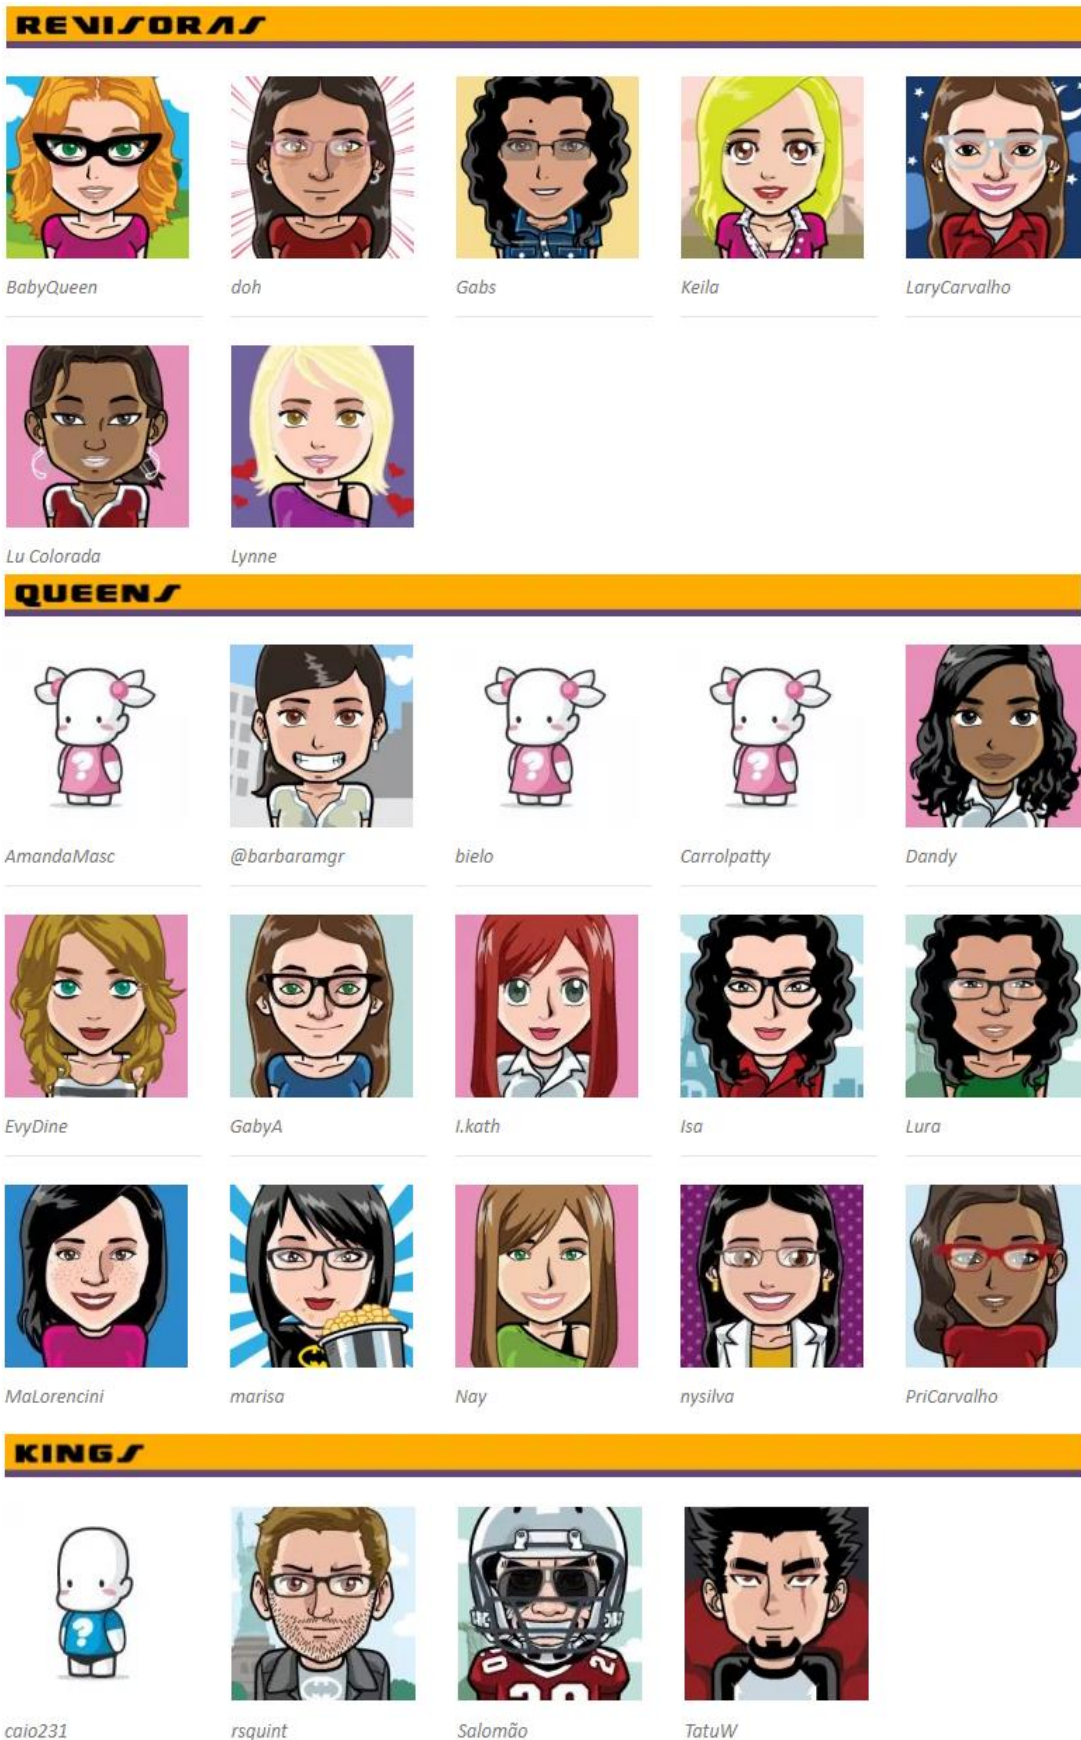 REVISORAS
BabyQueen doh Gabs Keila LaryCarvalho
Lu Colorada Lynne
QUEENS
? ? ?
AmandaMasc @barbaramgr bielo Carrolpatty Dandy
EvyDine GabyA I.kath Isa Lura
MaLorencini marisa Nay nysilva PriCarvalho
KINGS
?
caio231 rsquint Salomão TatuW